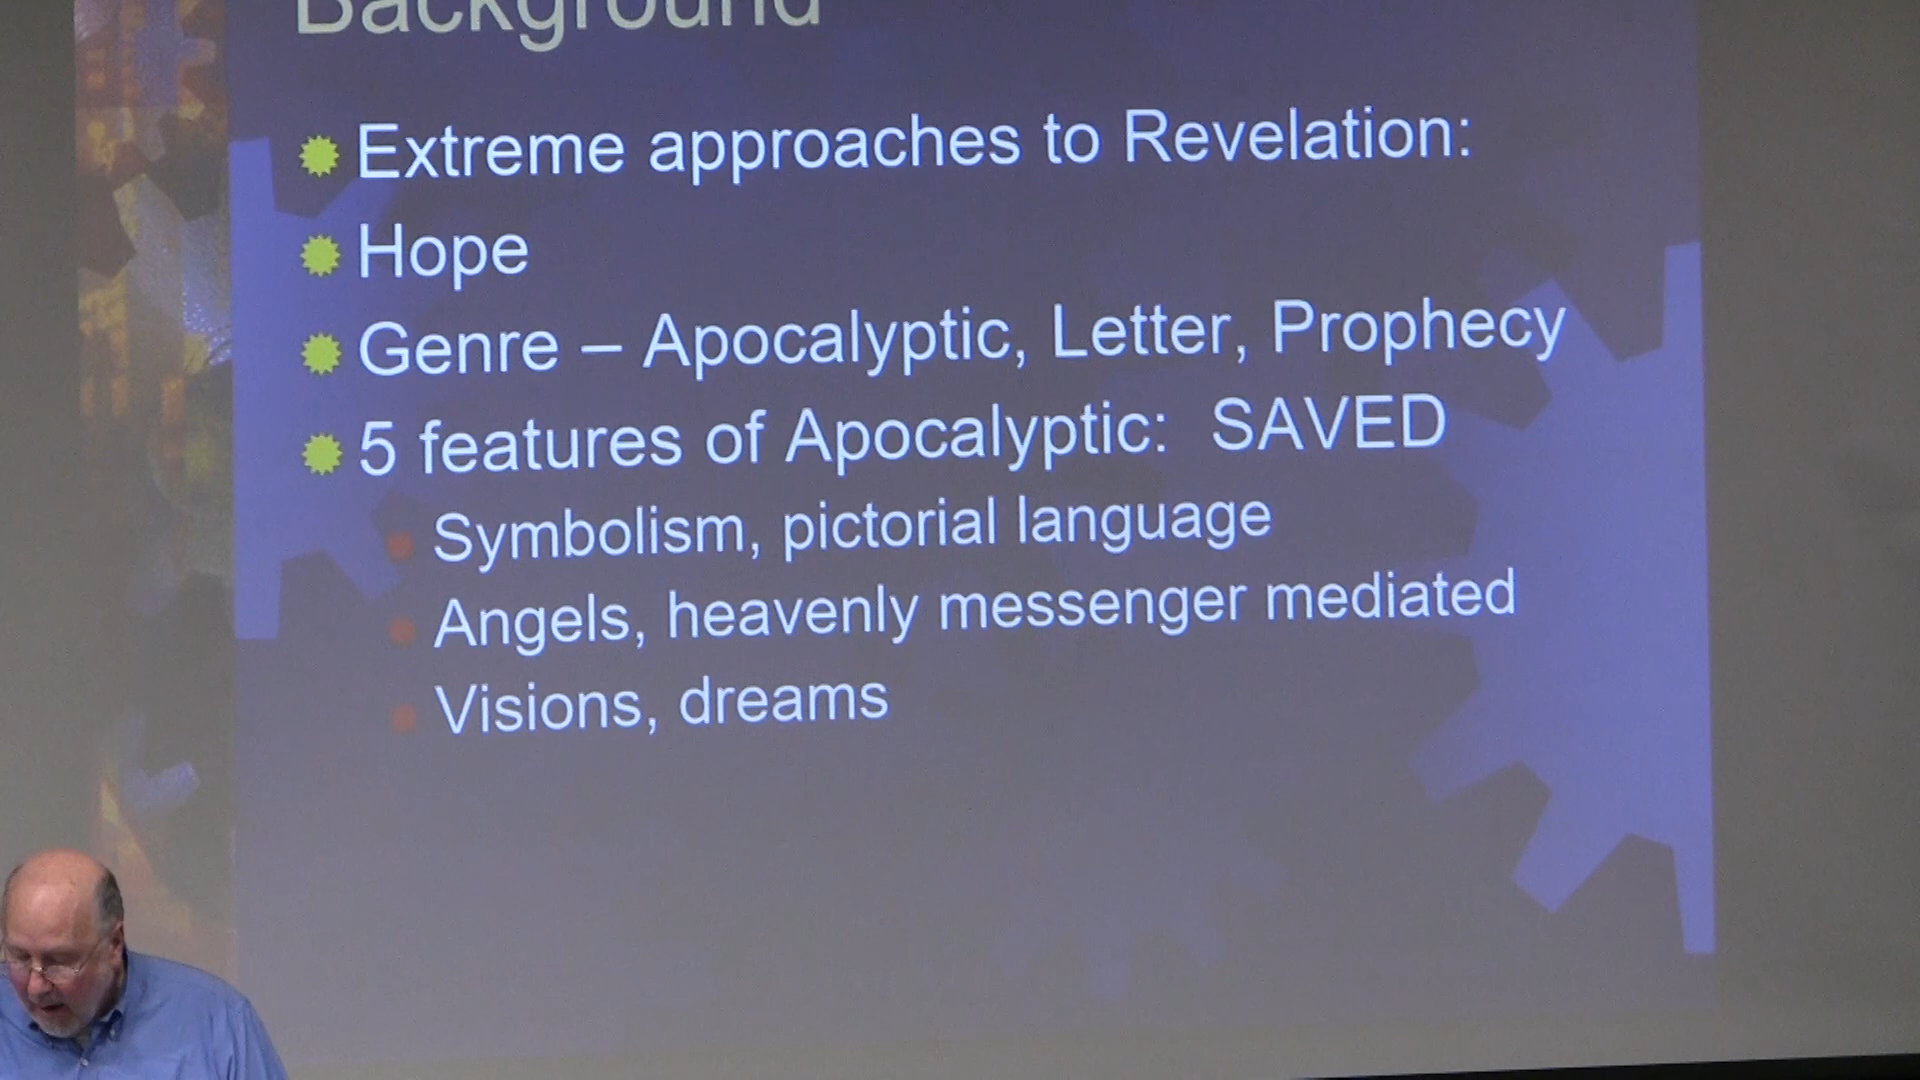 Background
Extreme approaches to Revelation:
Hope
Genre – Apocalyptic, Letter, Prophecy
5 features of Apocalyptic: SAVED
Symbolism, pictorial language
Angels, heavenly messenger mediated
Visions, dreams